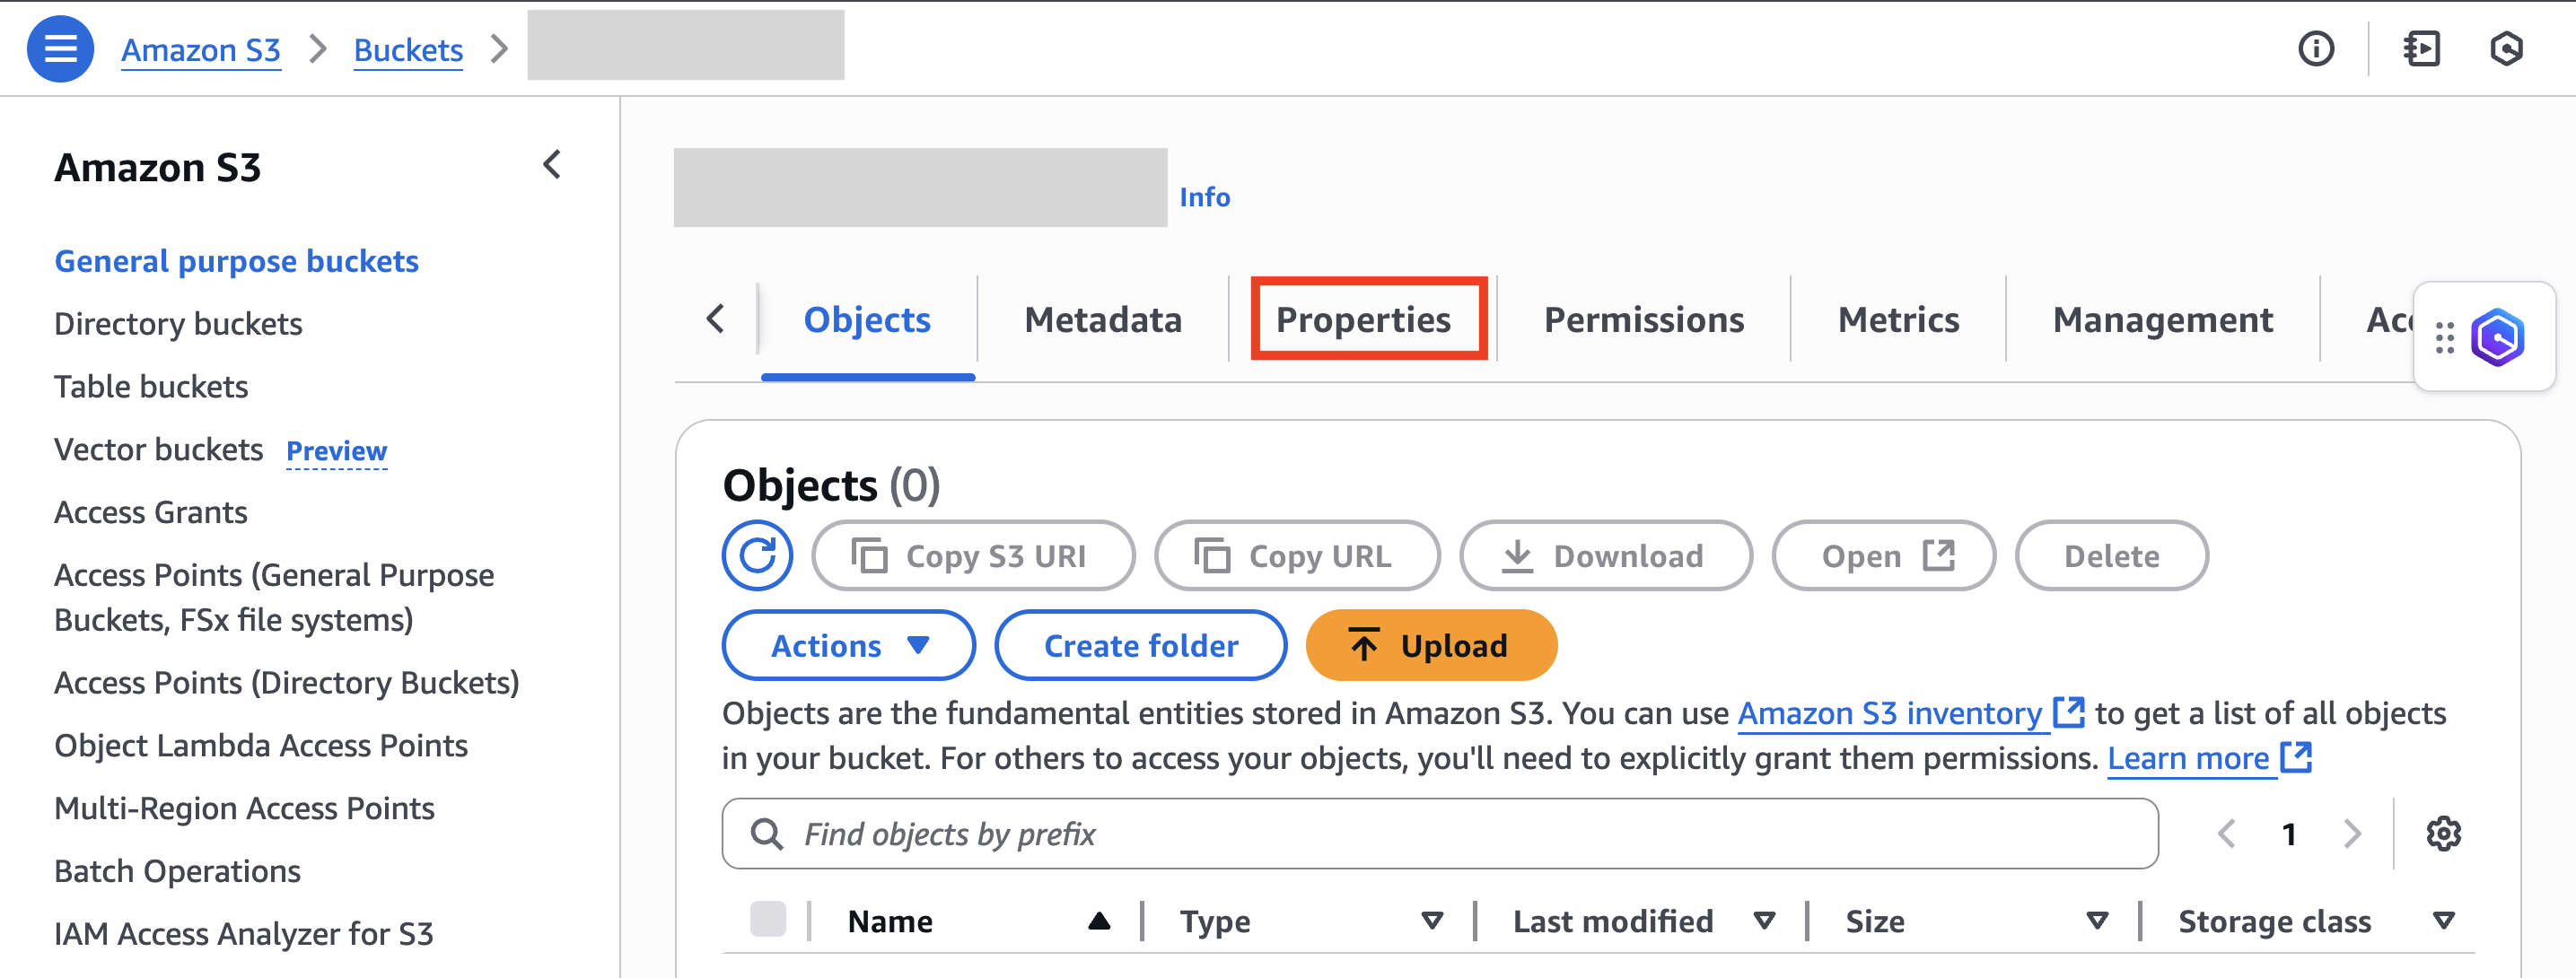 Amazon S3 > Buckets >
Amazon S3
General purpose buckets
Directory buckets
Table buckets
Vector buckets Preview
Access Grants
Access Points (General Purpose
Buckets, FSx file systems)
Access Points (Directory Buckets)
Object Lambda Access Points
Multi-Region Access Points
Batch Operations
IAM Access Analyzer for S3
Info
Objects Metadata Properties Permissions Metrics Management
Objects (0)
Copy S3 URI Copy URL Download Open Delete
Actions Create folder Upload
Objects are the fundamental entities stored in Amazon S3. You can use Amazon S3 inventory to get a list of all objects
in your bucket. For others to access your objects, you'll need to explicitly grant them permissions. Learn more
Find objects by prefix
1
Name Type Last modified Size Storage class